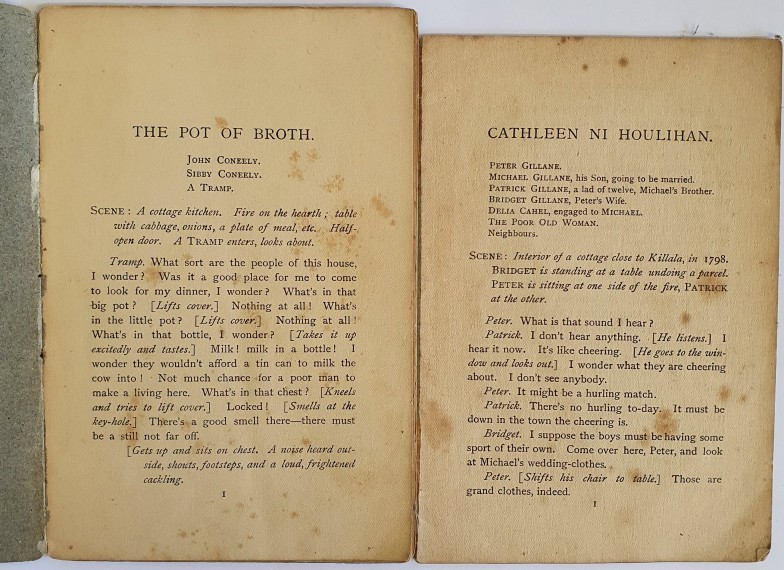 THE POT OF BROTH.
JOHN CONEELY.
SIBBY CONEELY.
A TRAMP.
SCENE: A cottage kitchen. Fire on the hearth; table
with cabbage, onions, a plate of meal, etc. Half-
open door. A TRAMP enters, looks about.
Tramp. What sort are the people of this house,
I wonder? Was it a good place for me to come
to look for my dinner, I wonder? What's in that
big pot? [Lifts cover.] Nothing at all! What's
in the little pot? [Lifts cover.] Nothing at all!
What's in that bottle, I wonder? [Takes it up
excitedly and tastes.] Milk! milk in a bottle! I
wonder they wouldn't afford a tin can to milk the
cow into! Not much chance for a poor man to
make a living here. What's in that chest? [Kneels
and tries to lift cover.] Locked! [Smells at the
key-hole.] There's a good smell there—there must
be a still not far off.
[Gets up and sits on chest. A noise heard out-
side, shouts, footsteps, and a loud, frightened
cackling.
1
CATHLEEN NI HOULIHAN.
PETER GILLANE.
MICHAEL GILLANE, his Son, going to be married.
PATRICK GILLANE, a lad of twelve, Michael's Brother.
BRIDGET GILLANE, Peter's Wife.
DELIA CAHEL, engaged to MICHAEL.
THE POOR OLD WOMAN.
Neighbours.
SCENE: Interior of a cottage close to Killala, in 1798.
BRIDGET is standing at a table undoing a parcel.
PETER is sitting at one side of the fire, PATRICK
at the other.
Peter. What is that sound I hear?
Patrick. I don't hear anything. [He listens.] I
hear it now. It's like cheering. [He goes to the win-
dow and looks out.] I wonder what they are cheering
about. I don't see anybody.
Peter. It might be a hurling match.
Patrick. There's no hurling to-day. It must be
down in the town the cheering is.
Bridget. I suppose the boys must be having some
sport of their own. Come over here, Peter, and look
at Michael's wedding-clothes.
Peter. [Shifts his chair to table.] Those are
grand clothes, indeed.
1